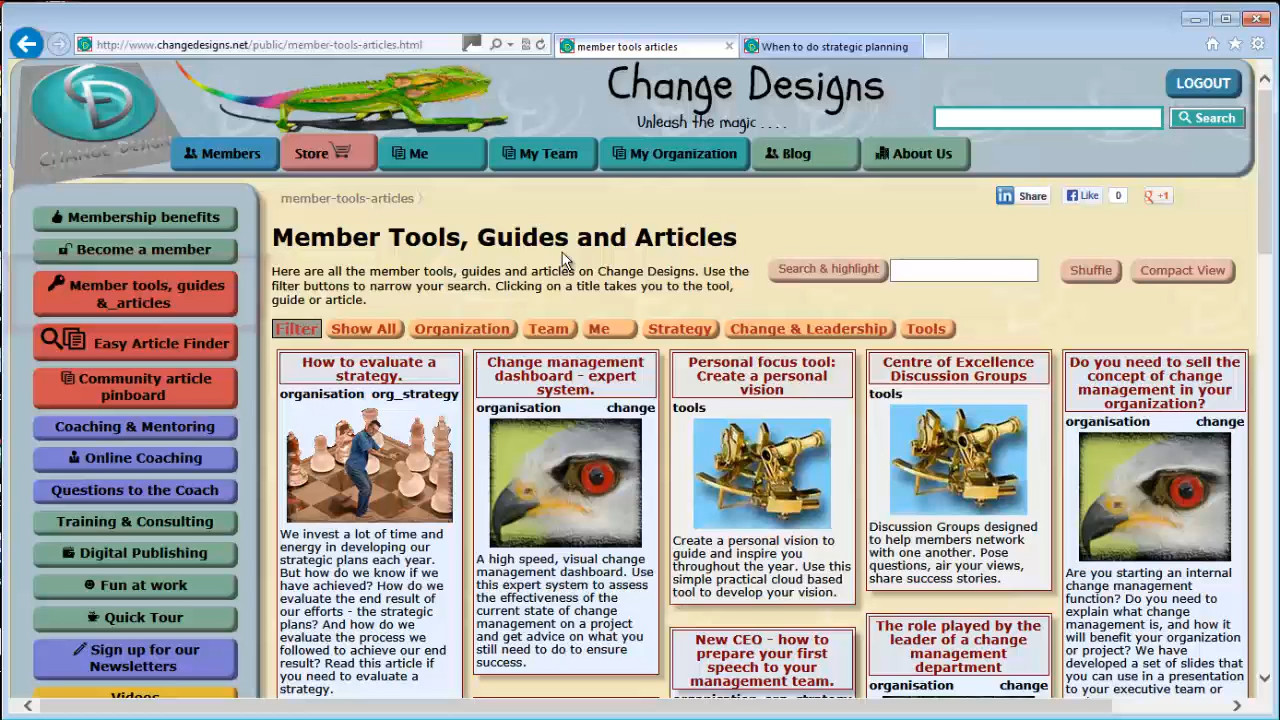 http://www.changedesigns.net/public/member-tools-articles.html
member tools articles
When to do strategic planning
CHANGE DESIGN
Change Designs
Unleash the magic . . . .
LOGOUT
Search
Members
Store
Me
My Team
My Organization
Blog
About Us
Membership benefits
Become a member
Member tools, guides
&_articles
Easy Article Finder
Community article
pinboard
Coaching & Mentoring
Online Coaching
Questions to the Coach
Training & Consulting
Digital Publishing
Fun at work
Quick Tour
Sign up for our
Newsletters
Videos
member-tools-articles
in Share
f Like 0
g +1
Member Tools, Guides and Articles
Here are all the member tools, guides and articles on Change Designs. Use the
filter buttons to narrow your search. Clicking on a title takes you to the tool,
guide or article.
Search & highlight
Shuffle
Compact View
Filter Show All Organization Team Me Strategy Change & Leadership Tools
How to evaluate a
strategy.
organisation org_strategy
We invest a lot of time and
energy in developing our
strategic plans each year.
But how do we know if we
have achieved? How do we
evaluate the end result of
our efforts - the strategic
plans? And how do we
evaluate the process we
followed to achieve our end
result? Read this article if
you need to evaluate a
strategy.
Change management
dashboard - expert
system.
organisation change
A high speed, visual change
management dashboard. Use
this expert system to assess
the effectiveness of the
current state of change
management on a project
and get advice on what you
still need to do to ensure
success.
Personal focus tool:
Create a personal
vision
tools
Create a personal vision to
guide and inspire you
throughout the year. Use this
simple practical cloud based
tool to develop your vision.
New CEO - how to
prepare your first
speech to your
management team.
organisation org_strategy
Centre of Excellence
Discussion Groups
tools
Discussion Groups designed
to help members network
with one another. Pose
questions, air your views,
share success stories.
The role played by the
leader of a change
management
department
organisation change
Do you need to sell the
concept of change
management in your
organization?
organisation change
Are you starting an internal
change management
function? Do you need to
explain what change
management is, and how it
will benefit your organization
or project? We have
developed a set of slides that
you can use in a presentation
to your executive team or